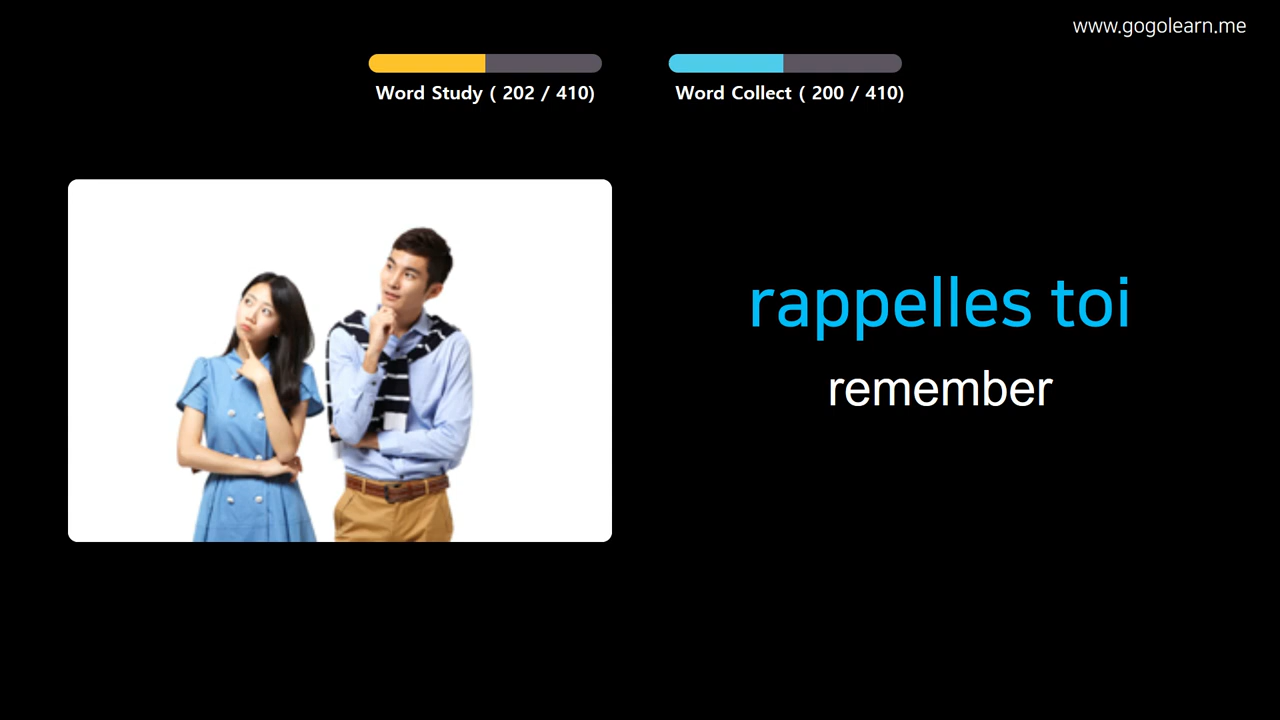 www.gogolearn.me
Word Study ( 202 / 410)
Word Collect ( 200 / 410)
rappelles toi
remember